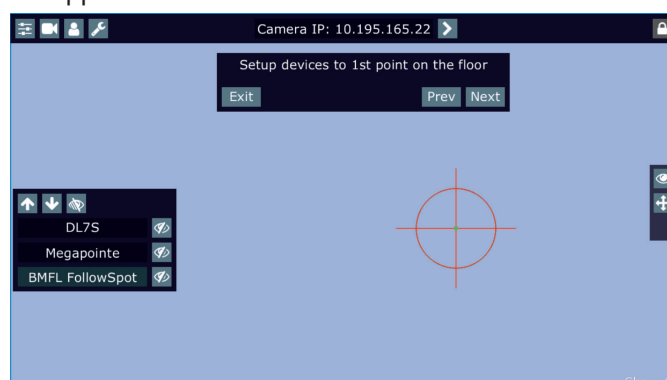 Camera IP: 10.195.165.22
Setup devices to 1st point on the floor
Exit Prev Next
DL7S
Megapointe
BMFL FollowSpot